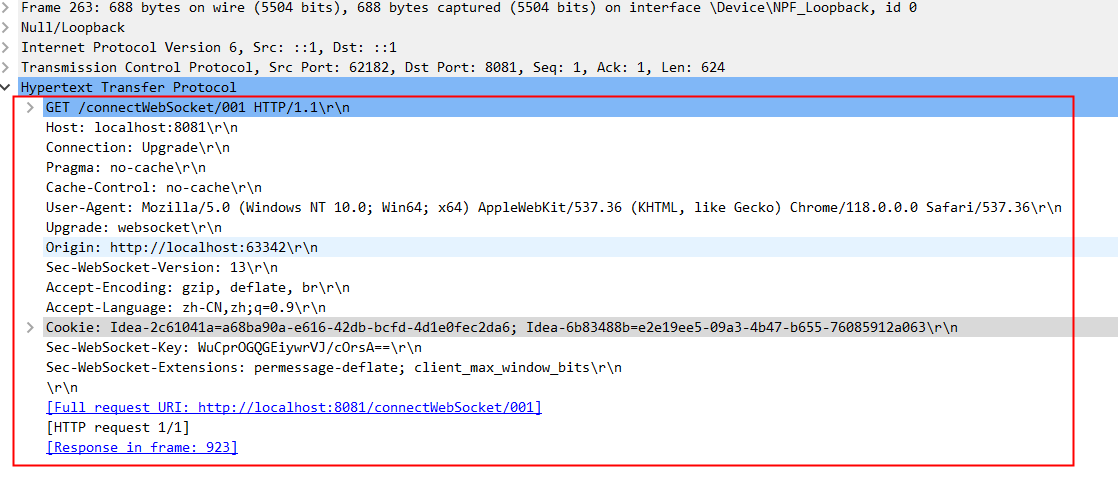 Frame 263: 688 bytes on wire (5504 bits), 688 bytes captured (5504 bits) on interface \Device\NPF_Loopback, id 0
Null/Loopback
Internet Protocol Version 6, Src: ::1, Dst: ::1
Transmission Control Protocol, Src Port: 62182, Dst Port: 8081, Seq: 1, Ack: 1, Len: 624
Hypertext Transfer Protocol
GET /connectWebSocket/001 HTTP/1.1\r\n
Host: localhost:8081\r\n
Connection: Upgrade\r\n
Pragma: no-cache\r\n
Cache-Control: no-cache\r\n
User-Agent: Mozilla/5.0 (Windows NT 10.0; Win64; x64) AppleWebKit/537.36 (KHTML, like Gecko) Chrome/118.0.0.0 Safari/537.36\r\n
Upgrade: websocket\r\n
Origin: http://localhost:63342\r\n
Sec-WebSocket-Version: 13\r\n
Accept-Encoding: gzip, deflate, br\r\n
Accept-Language: zh-CN,zh;q=0.9\r\n
Cookie: Idea-2c61041a=a68ba90a-e616-42db-bcfd-4d1e0fec2da6; Idea-6b83488b=e2e19ee5-09a3-4b47-b655-76085912a063\r\n
Sec-WebSocket-Key: WuCprOGQGEiywrVJ/cOrsA==\r\n
Sec-WebSocket-Extensions: permessage-deflate; client_max_window_bits\r\n
\r\n
[Full request URI: http://localhost:8081/connectWebSocket/001]
[HTTP request 1/1]
[Response in frame: 923]